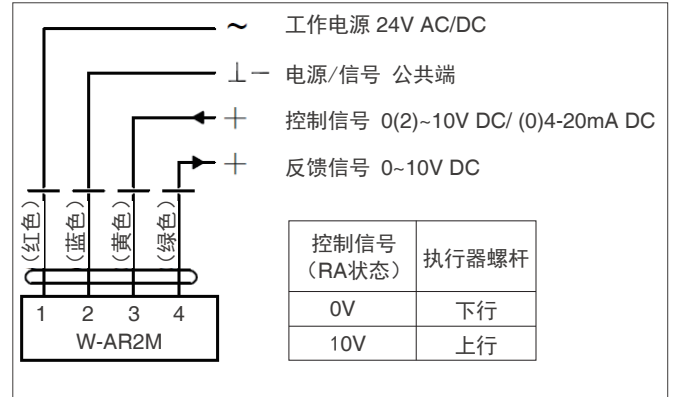 ~ 工作电源 24V AC/DC
⊥− 电源/信号 公共端
+ 控制信号 0(2)~10V DC/ (0)4-20mA DC
+ 反馈信号 0~10V DC
（红色） （蓝色） （黄色） （绿色）
1 2 3 4
W-AR2M
控制信号
（RA状态） 执行器螺杆
0V 下行
10V 上行